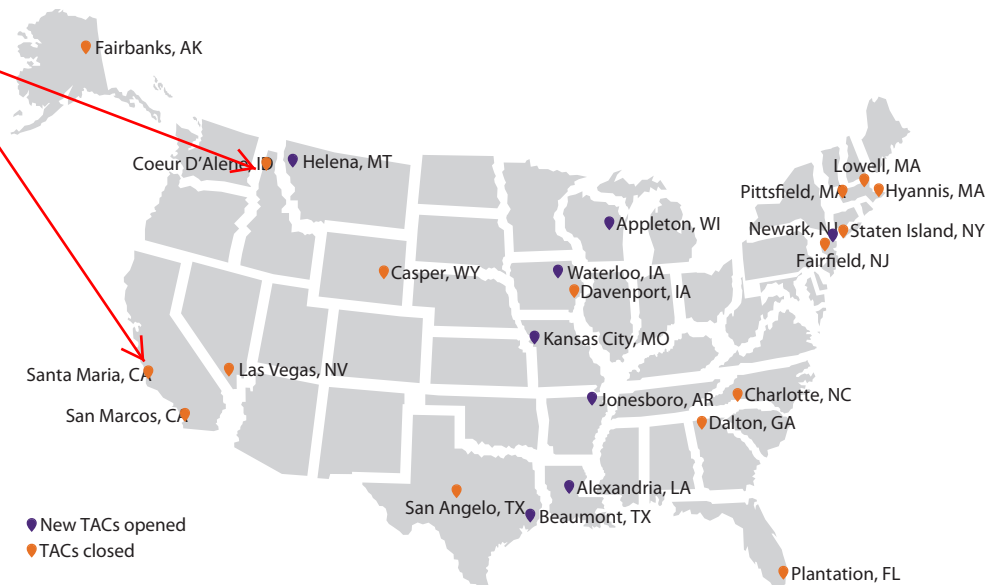 Fairbanks, AK
Coeur D'Alene, ID
Helena, MT
Lowell, MA
Pittsfield, MA
Hyannis, MA
Appleton, WI
Newark, NJ
Staten Island, NY
Fairfield, NJ
Casper, WY
Waterloo, IA
Davenport, IA
Kansas City, MO
Santa Maria, CA
Las Vegas, NV
San Marcos, CA
Jonesboro, AR
Charlotte, NC
Dalton, GA
Alexandria, LA
San Angelo, TX
Beaumont, TX
New TACs opened
TACs closed
Plantation, FL